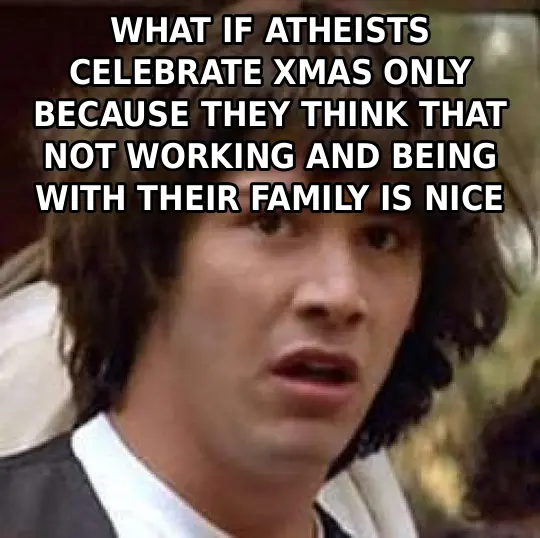 WHAT IF ATHEISTS
CELEBRATE XMAS ONLY
BECAUSE THEY THINK THAT
NOT WORKING AND BEING
WITH THEIR FAMILY IS NICE